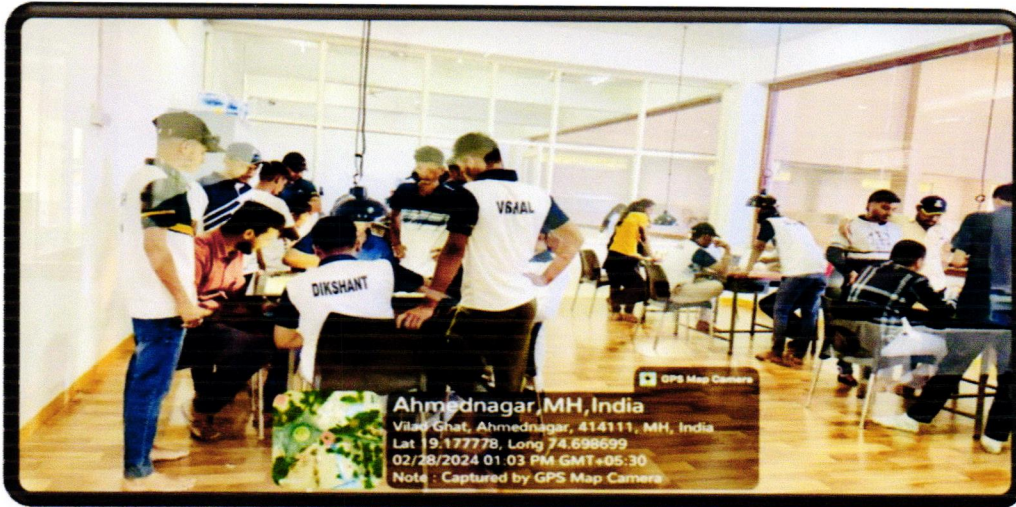 VISHAL
DIKSHANT
GPS Map Camera
Ahmednagar,MH,India
Vilad Ghat, Ahmednagar, 414111, MH, India
Lat 19.177778, Long 74.698699
02/28/2024 01.03 PM GMT+05:30
Note : Captured by GPS Map Camera